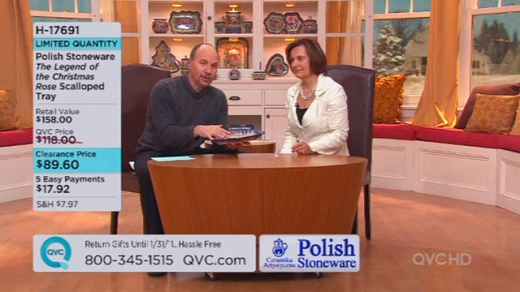 H-17691
LIMITED QUANTITY
Polish Stoneware
The Legend of
the Christmas
Rose Scalloped
Tray
Retail Value
$158.00
QVC Price
$118.00
Clearance Price
$89.60
5 Easy Payments
$17.92
S&H $7.97
QVC
Return Gifts Until 1/31/11. Hassle Free
800-345-1515 QVC.com
Ceramika
Artystyczna
Polish
Stoneware
QVCHD